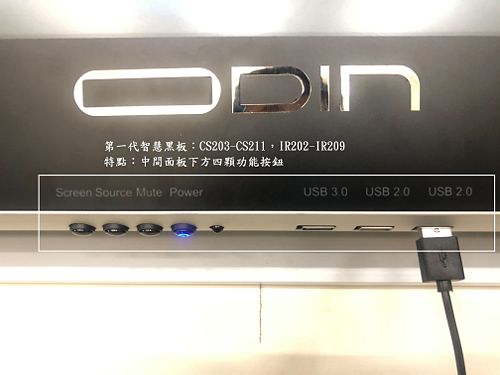 ODIN
第一代智慧黑板：CS203-CS211，IR202-IR209
特點：中間面板下方四顆功能按鈕
Screen Source Mute Power USB 3.0 USB 2.0 USB 2.0